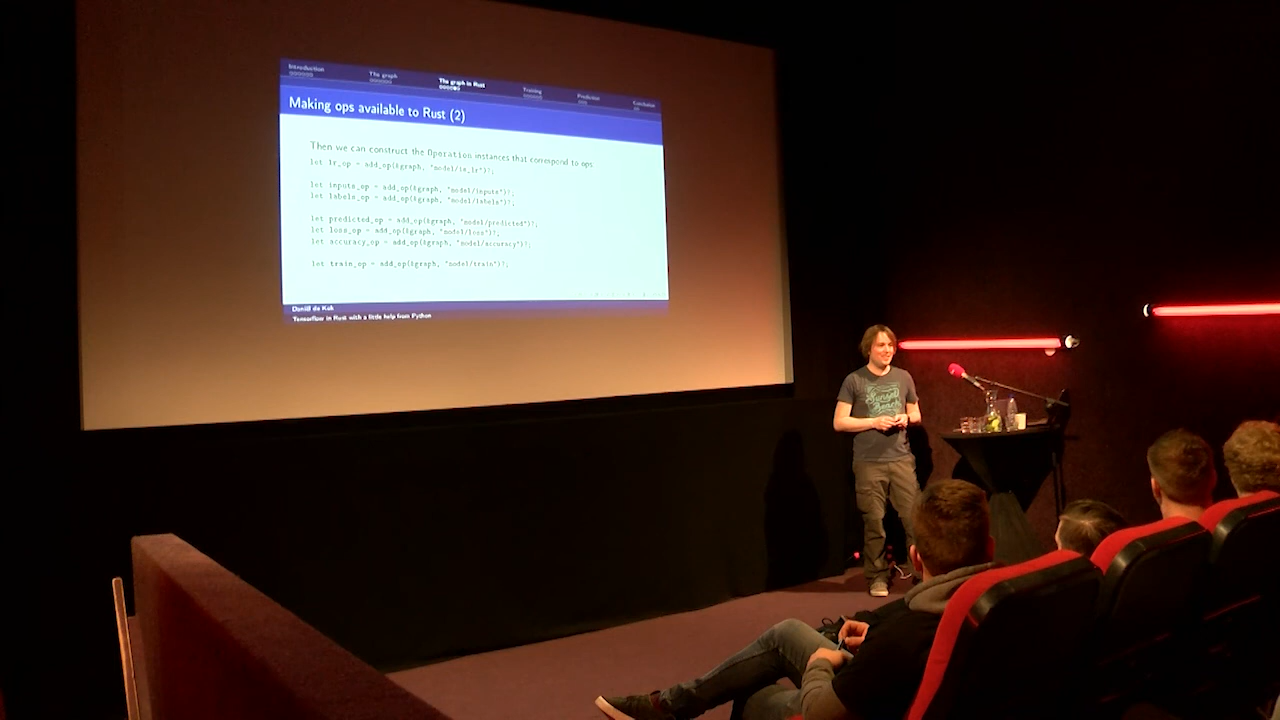 Introduction
The graph
The graph in Rust
Training
Prediction
Conclusion
Making ops available to Rust (2)
Then we can construct the Operation instances that correspond to ops:
let lr_op = add_op(&graph, "model/lr")?;
let inputs_op = add_op(&graph, "model/inputs")?;
let labels_op = add_op(&graph, "model/labels")?;
let predicted_op = add_op(&graph, "model/predicted")?;
let loss_op = add_op(&graph, "model/loss")?;
let accuracy_op = add_op(&graph, "model/accuracy")?;
let train_op = add_op(&graph, "model/train")?;
Daniël de Kok
Tensorflow in Rust with a little help from Python
Sunset
Beach